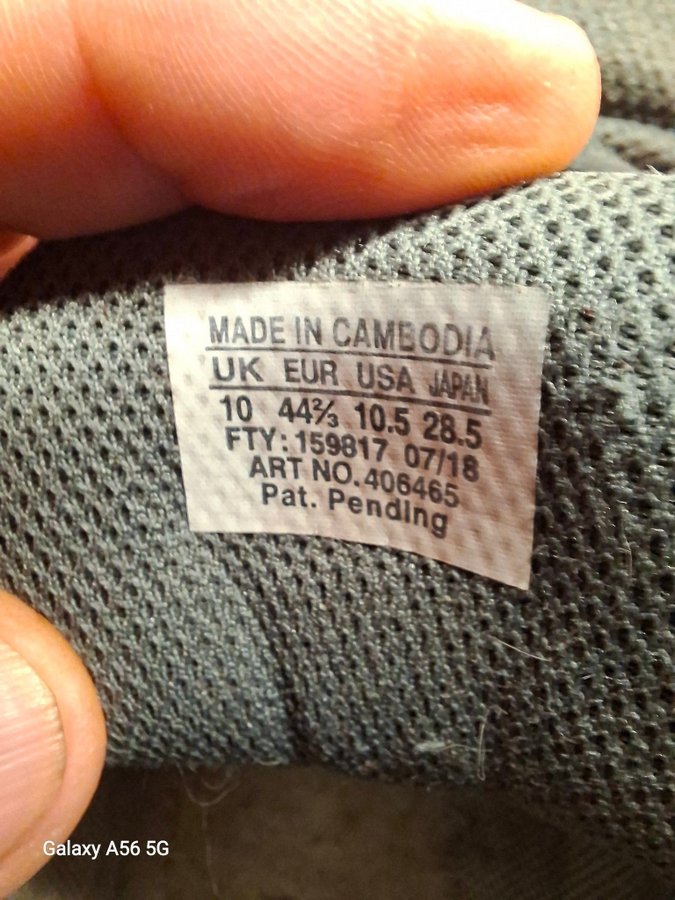 MADE IN CAMBODIA
UK EUR USA JAPAN
10 44⅔ 10.5 28.5
FTY: 159817 07/18
ART NO. 406465
Pat. Pending
Galaxy A56 5G